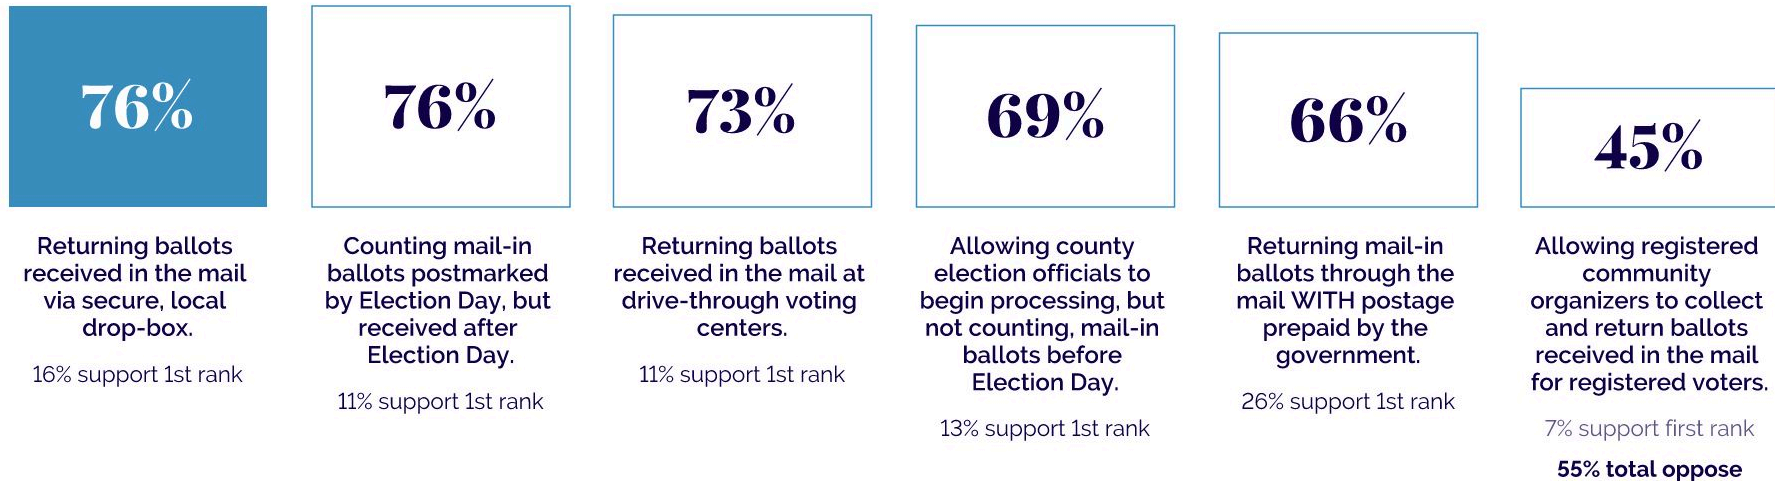 76%
Returning ballots
received in the mail
via secure, local
drop-box.
16% support 1st rank
76%
Counting mail-in
ballots postmarked
by Election Day, but
received after
Election Day.
11% support 1st rank
73%
Returning ballots
received in the mail at
drive-through voting
centers.
11% support 1st rank
69%
Allowing county
election officials to
begin processing, but
not counting, mail-in
ballots before
Election Day.
13% support 1st rank
66%
Returning mail-in
ballots through the
mail WITH postage
prepaid by the
government.
26% support 1st rank
45%
Allowing registered
community
organizers to collect
and return ballots
received in the mail
for registered voters.
7% support first rank
55% total oppose